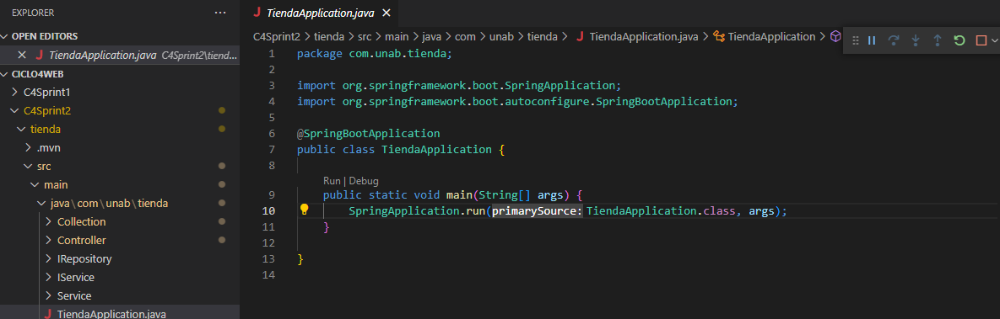 EXPLORER
OPEN EDITORS
TiendaApplication.java C4Sprint2\tiend...
CICLO4WEB
C4Sprint1
C4Sprint2
tienda
.mvn
src
main
java\com\unab\tienda
Collection
Controller
IRepository
IService
Service
TiendaApplication.java
TiendaApplication.java
C4Sprint2 > tienda > src > main > java > com > unab > tienda > TiendaApplication.java > TiendaApplication >
1 package com.unab.tienda;
2
3 import org.springframework.boot.SpringApplication;
4 import org.springframework.boot.autoconfigure.SpringBootApplication;
5
6 @SpringBootApplication
7 public class TiendaApplication {
8
Run | Debug
9 public static void main(String[] args) {
10 SpringApplication.run(primarySource:TiendaApplication.class, args);
11 }
12
13 }
14